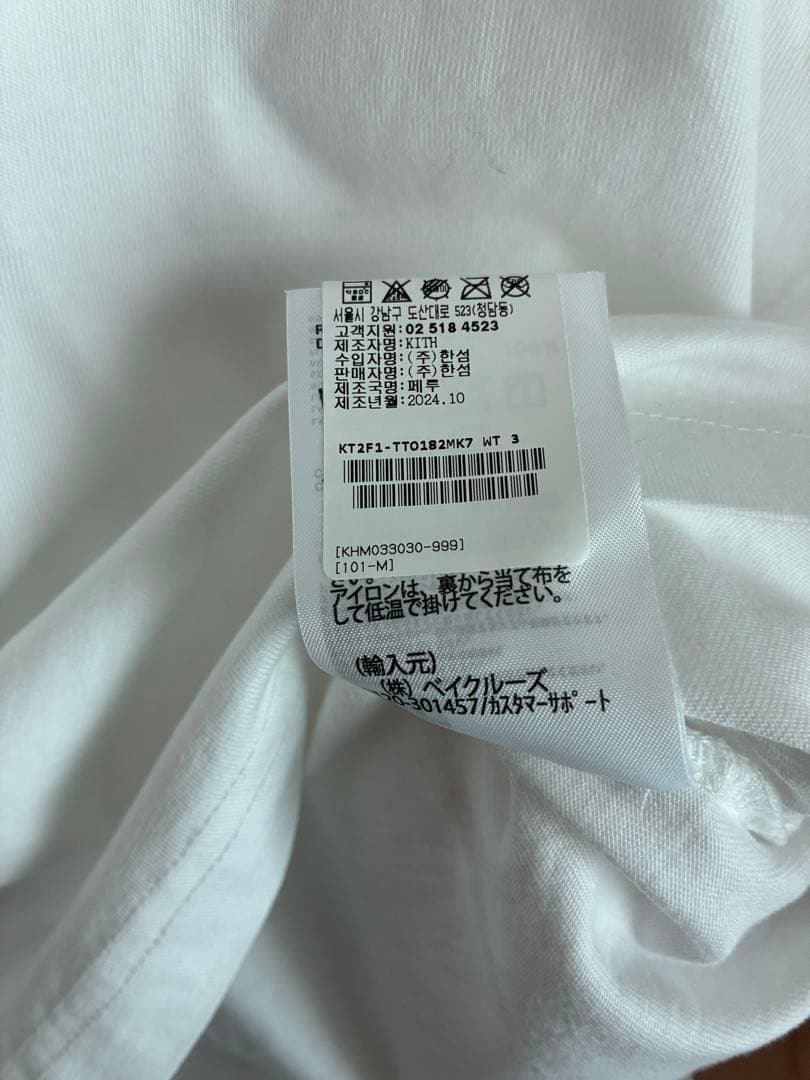 서울시 강남구 도산대로 523(청담동)
고객지원:02 518 4523
제조자명:KITH
수입자명:(주)한섬
판매자명:(주)한섬
제조국명:페루
제조년월:2024.10
KT2F1-TT0182MK7 WT 3
[KHM033030-999]
[101-M]
アイロンは、裏から当て布を
して低温で掛けてください。
(輸入元)
(株) ベイクルーズ
-301457/カスタマーサポート